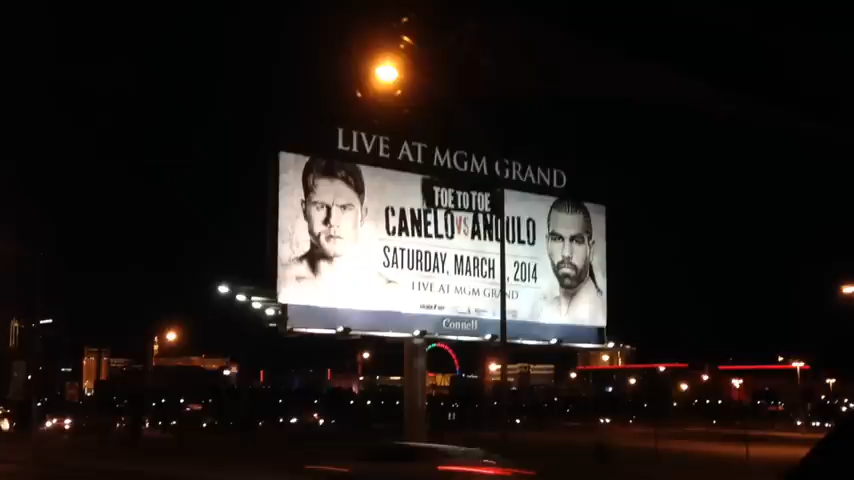 LIVE AT MGM GRAND
TOE TO TOE
CANELO VS ANGULO
SATURDAY, MARCH , 2014
LIVE AT MGM GRAND
Connell